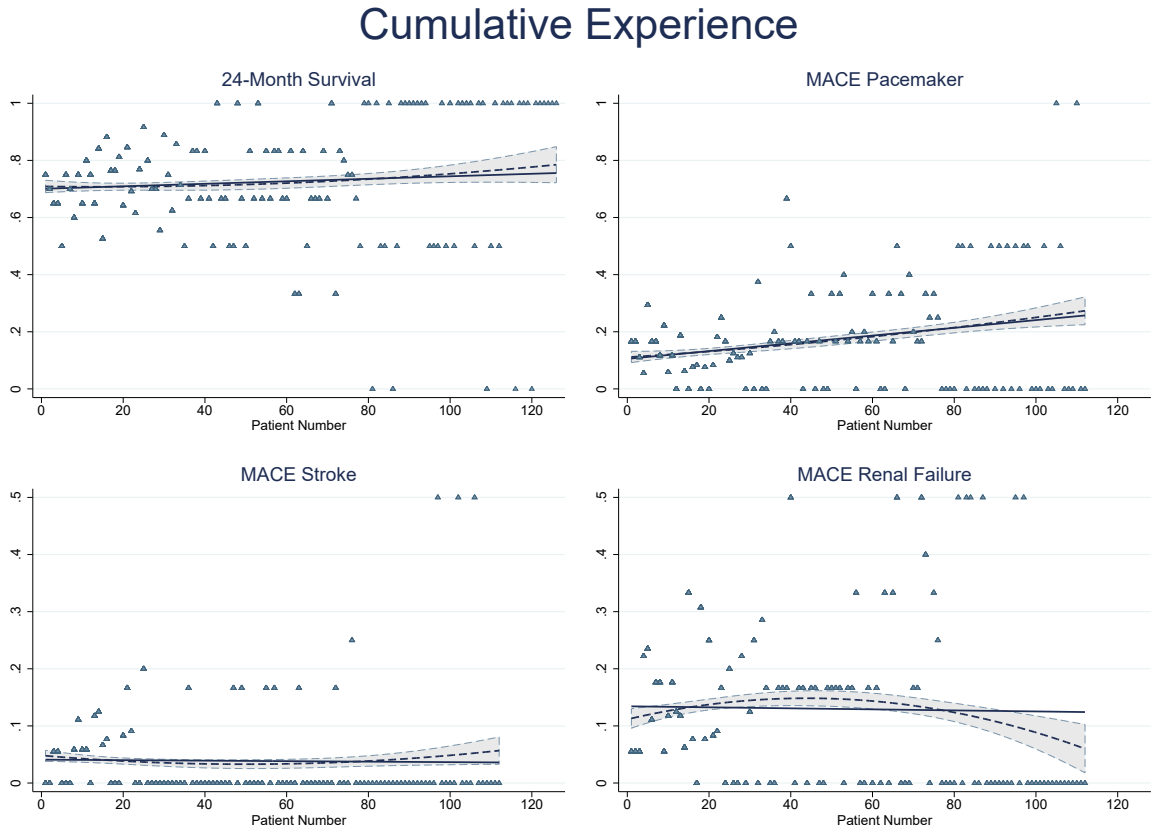 Cumulative Experience
24-Month Survival
1
.8
.6
.4
.2
0
0 20 40 60 80 100 120
Patient Number
MACE Pacemaker
1
.8
.6
.4
.2
0
0 20 40 60 80 100 120
Patient Number
MACE Stroke
.5
.4
.3
.2
.1
0
0 20 40 60 80 100 120
Patient Number
MACE Renal Failure
.5
.4
.3
.2
.1
0
0 20 40 60 80 100 120
Patient Number